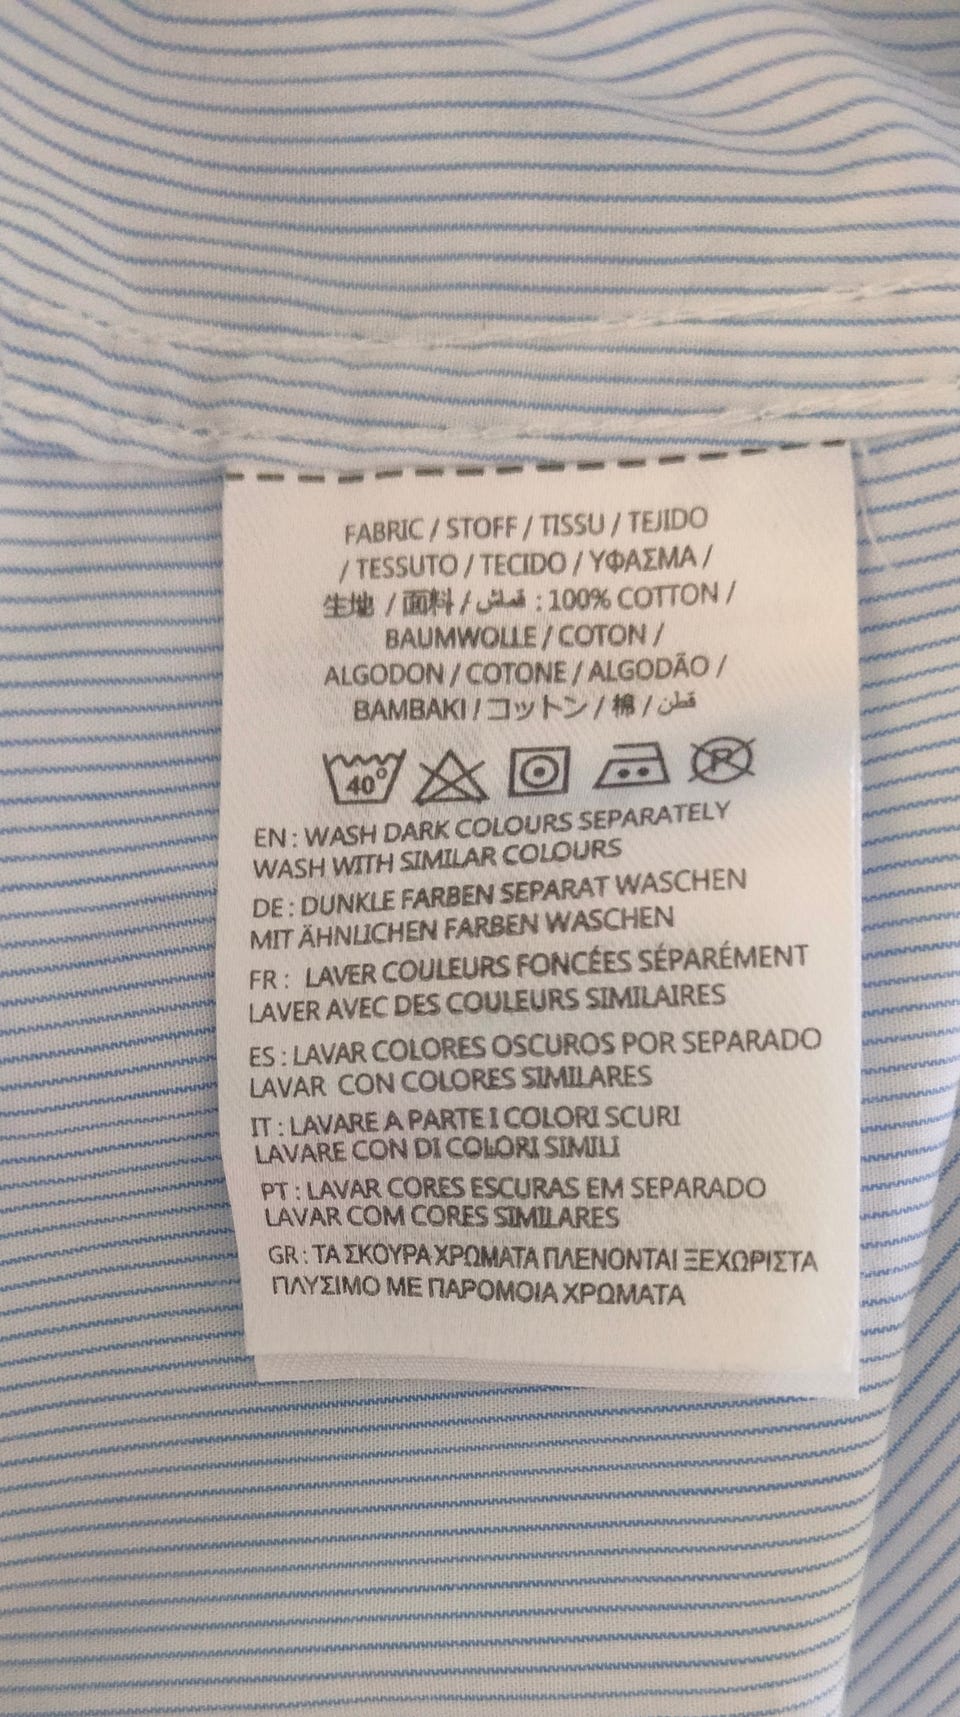 FABRIC / STOFF / TISSU / TEJIDO
/ TESSUTO / TECIDO / ΥΦΑΣΜΑ /
生地 / 面料 / قماش : 100% COTTON /
BAUMWOLLE / COTON /
ALGODON / COTONE / ALGODÃO /
BAMBAKI / コットン / 棉 / قطن
40°
P
EN : WASH DARK COLOURS SEPARATELY
WASH WITH SIMILAR COLOURS
DE : DUNKLE FARBEN SEPARAT WASCHEN
MIT ÄHNLICHEN FARBEN WASCHEN
FR : LAVER COULEURS FONCÉES SÉPARÉMENT
LAVER AVEC DES COULEURS SIMILAIRES
ES : LAVAR COLORES OSCUROS POR SEPARADO
LAVAR CON COLORES SIMILARES
IT : LAVARE A PARTE I COLORI SCURI
LAVARE CON DI COLORI SIMILI
PT : LAVAR CORES ESCURAS EM SEPARADO
LAVAR COM CORES SIMILARES
GR : ΤΑ ΣΚΟΥΡΑ ΧΡΩΜΑΤΑ ΠΛΕΝΟΝΤΑΙ ΞΕΧΩΡΙΣΤΑ
ΠΛΥΣΙΜΟ ΜΕ ΠΑΡΟΜΟΙΑ ΧΡΩΜΑΤΑ